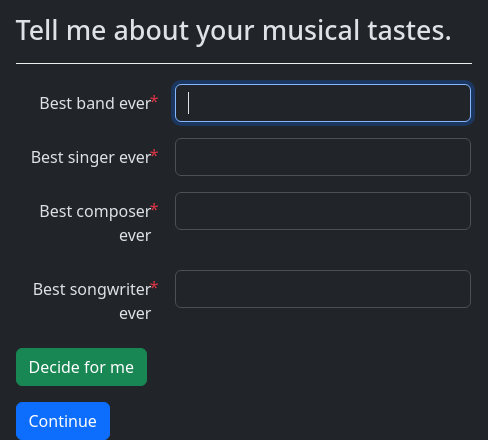 Tell me about your musical tastes.
Best band ever*
Best singer ever*
Best composer*
ever
Best songwriter*
ever
Decide for me
Continue